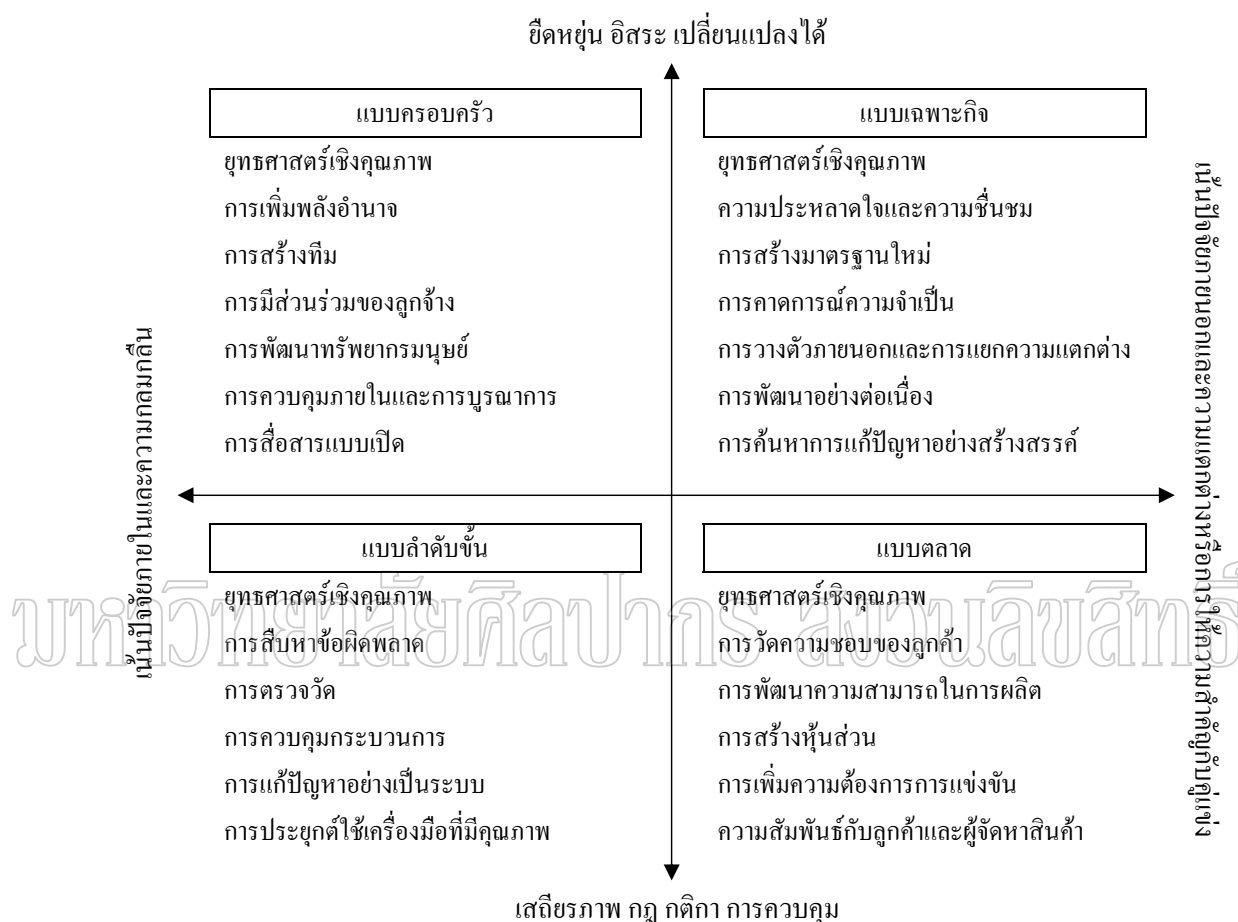 ยืดหยุ่น อิสระ เปลี่ยนแปลงได้
แบบครอบครัว
ยุทธศาสตร์เชิงคุณภาพ
การเพิ่มพลังอำนาจ
การสร้างทีม
การมีส่วนร่วมของลูกจ้าง
การพัฒนาทรัพยากรมนุษย์
การควบคุมภายในและการบูรณาการ
การสื่อสารแบบเปิด
แบบเฉพาะกิจ
ยุทธศาสตร์เชิงคุณภาพ
ความประหลาดใจและความชื่นชม
การสร้างมาตรฐานใหม่
การคาดการณ์ความจำเป็น
การวางตัวภายนอกและการแยกความแตกต่าง
การพัฒนาอย่างต่อเนื่อง
การค้นหาการแก้ปัญหาอย่างสร้างสรรค์
เน้นปัจจัยภายในและความกลมกลืน
เน้นปัจจัยภายนอกและความแตกต่างหรือการให้ความสำคัญกับคู่แข่ง
แบบลำดับขั้น
ยุทธศาสตร์เชิงคุณภาพ
การสืบหาข้อผิดพลาด
การตรวจวัด
การควบคุมกระบวนการ
การแก้ปัญหาอย่างเป็นระบบ
การประยุกต์ใช้เครื่องมือที่มีคุณภาพ
แบบตลาด
ยุทธศาสตร์เชิงคุณภาพ
การวัดความชอบของลูกค้า
การพัฒนาความสามารถในการผลิต
การสร้างหุ้นส่วน
การเพิ่มความต้องการการแข่งขัน
ความสัมพันธ์กับลูกค้าและผู้จัดหาสินค้า
มหาวิทยาลัยศิลปากร สงวนลิขสิทธิ์
เสถียรภาพ กฎ กติกา การควบคุม